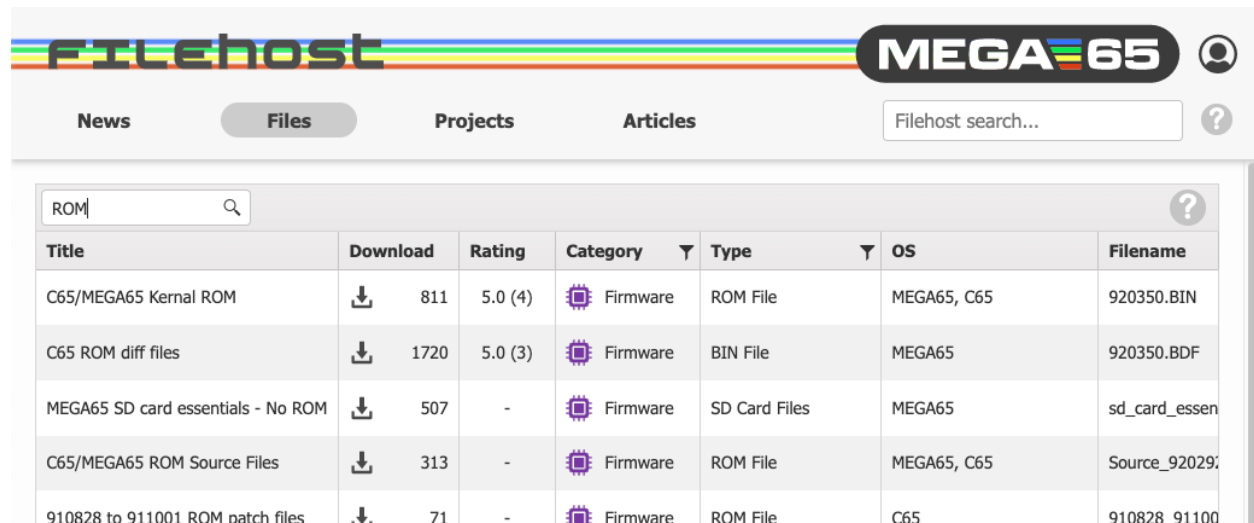 FILEhost
MEGA65
News Files Projects Articles Filehost search... ?
ROM ?
Title Download Rating Category Type OS Filename
C65/MEGA65 Kernal ROM 811 5.0 (4) Firmware ROM File MEGA65, C65 920350.BIN
C65 ROM diff files 1720 5.0 (3) Firmware BIN File MEGA65 920350.BDF
MEGA65 SD card essentials - No ROM 507 - Firmware SD Card Files MEGA65 sd_card_essen
C65/MEGA65 ROM Source Files 313 - Firmware ROM File MEGA65, C65 Source_920292
910828 to 911001 ROM patch files 71 - Firmware ROM File C65 910828_91100